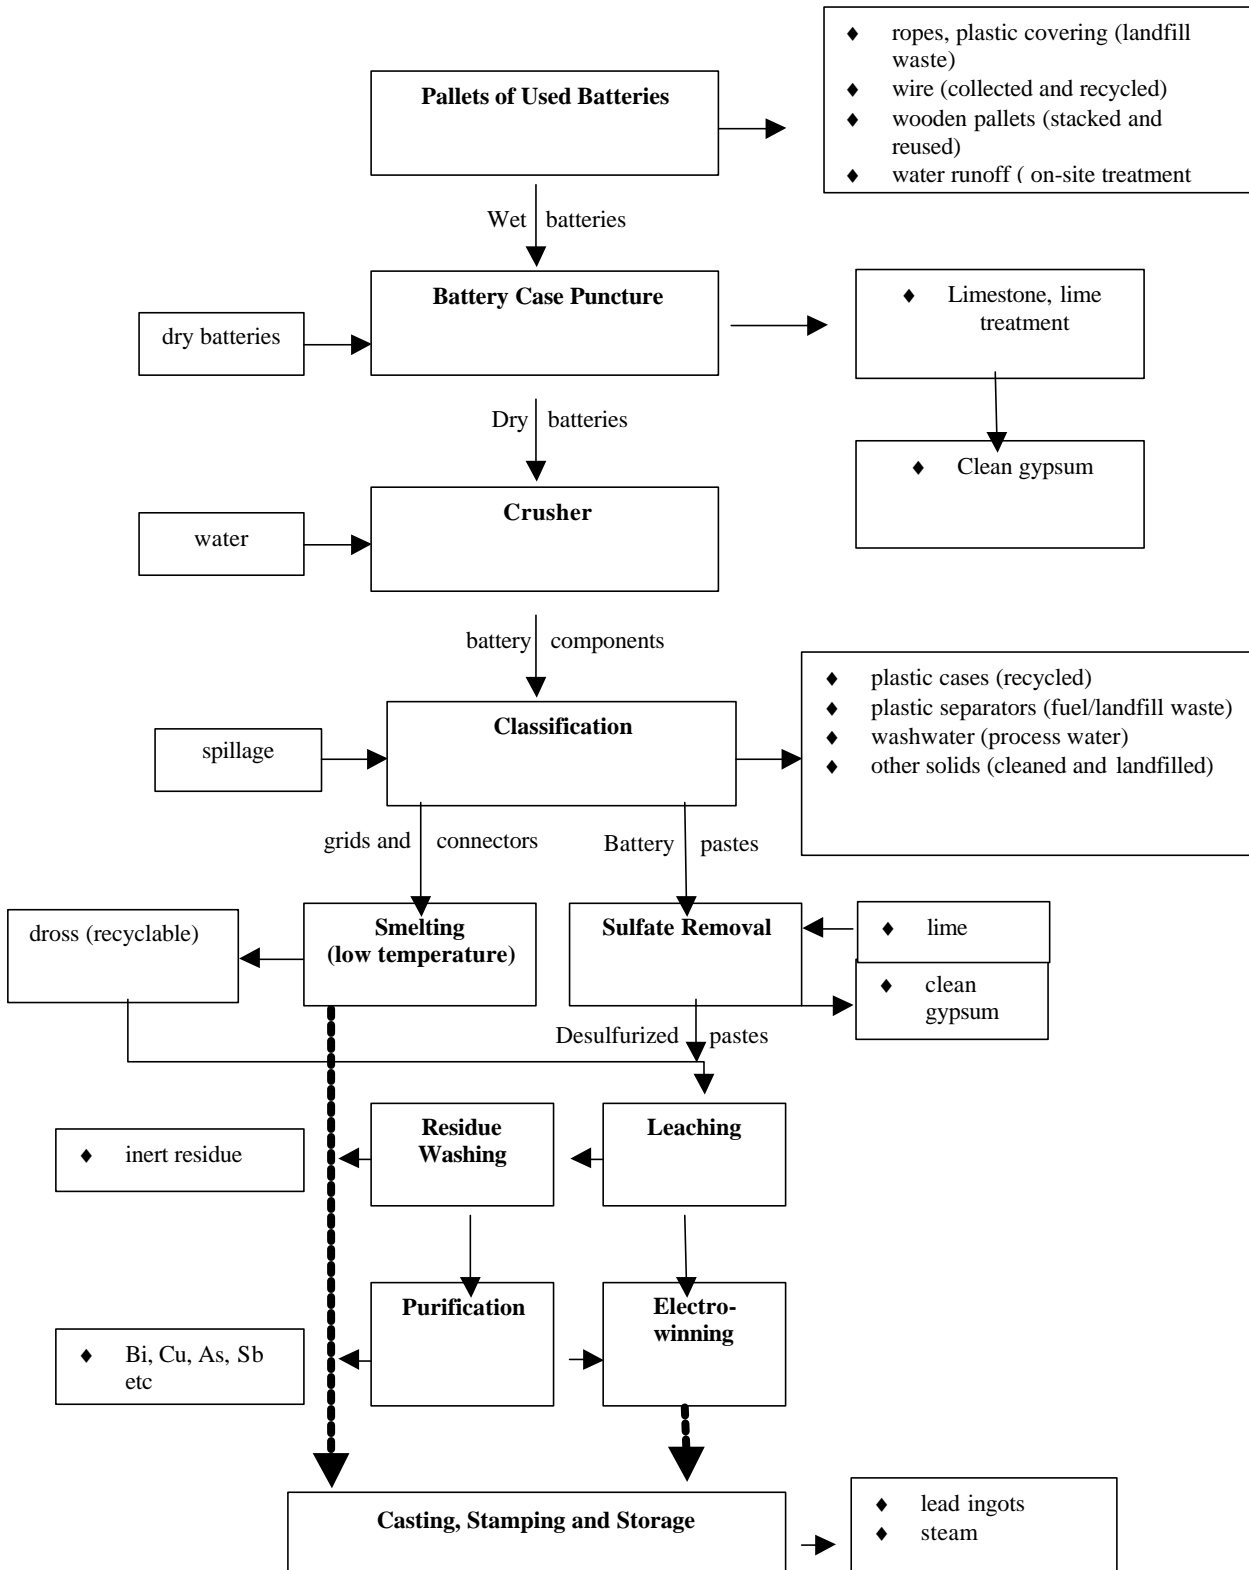 ♦ ropes, plastic covering (landfill
waste)
♦ wire (collected and recycled)
♦ wooden pallets (stacked and
reused)
♦ water runoff ( on-site treatment
Pallets of Used Batteries
Wet batteries
Battery Case Puncture
dry batteries
♦ Limestone, lime
treatment
Dry batteries
♦ Clean gypsum
Crusher
water
battery components
♦ plastic cases (recycled)
♦ plastic separators (fuel/landfill waste)
♦ washwater (process water)
♦ other solids (cleaned and landfilled)
Classification
spillage
grids and connectors
Battery pastes
dross (recyclable)
Smelting
(low temperature)
Sulfate Removal
♦ lime
♦ clean
gypsum
Desulfurized pastes
Residue
Washing
Leaching
♦ inert residue
Purification
Electro-
winning
♦ Bi, Cu, As, Sb
etc
Casting, Stamping and Storage
♦ lead ingots
♦ steam